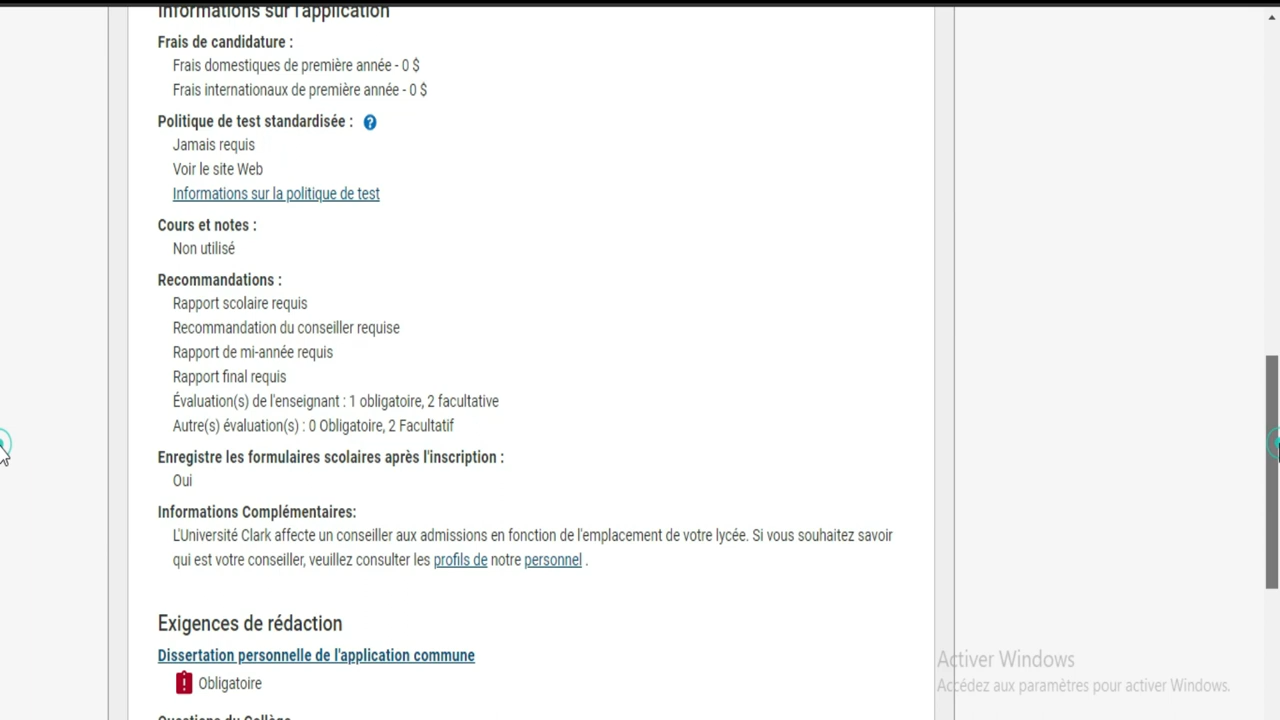 Informations sur l'application
Frais de candidature :
Frais domestiques de première année - 0 $
Frais internationaux de première année - 0 $
Politique de test standardisée : ?
Jamais requis
Voir le site Web
Informations sur la politique de test
Cours et notes :
Non utilisé
Recommandations :
Rapport scolaire requis
Recommandation du conseiller requise
Rapport de mi-année requis
Rapport final requis
Évaluation(s) de l'enseignant : 1 obligatoire, 2 facultative
Autre(s) évaluation(s) : 0 Obligatoire, 2 Facultatif
Enregistre les formulaires scolaires après l'inscription :
Oui
Informations Complémentaires:
L'Université Clark affecte un conseiller aux admissions en fonction de l'emplacement de votre lycée. Si vous souhaitez savoir
qui est votre conseiller, veuillez consulter les profils de notre personnel .
Exigences de rédaction
Dissertation personnelle de l'application commune
! Obligatoire
Questions du Collège
Activer Windows
Accédez aux paramètres pour activer Windows.